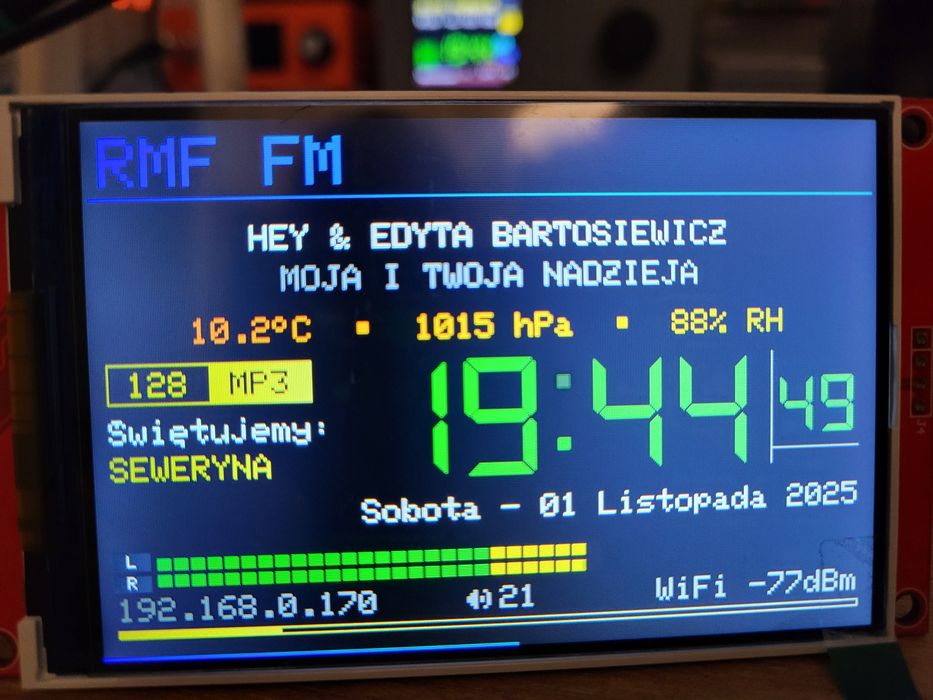 RMF FM
HEY & EDYTA BARTOSIEWICZ
MOJA I TWOJA NADZIEJA
10.2°C ▪ 1015 hPa ▪ 88% RH
128 MP3
19:44 49
Świętujemy:
SEWERYNA
Sobota - 01 Listopada 2025
L
R
192.168.0.170 21 WiFi -77dBm